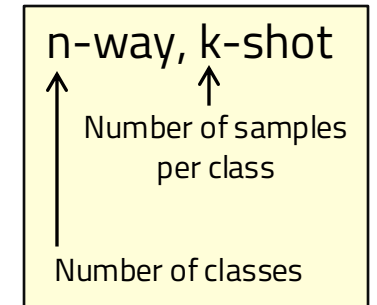 n-way, k-shot
Number of samples
per class
Number of classes